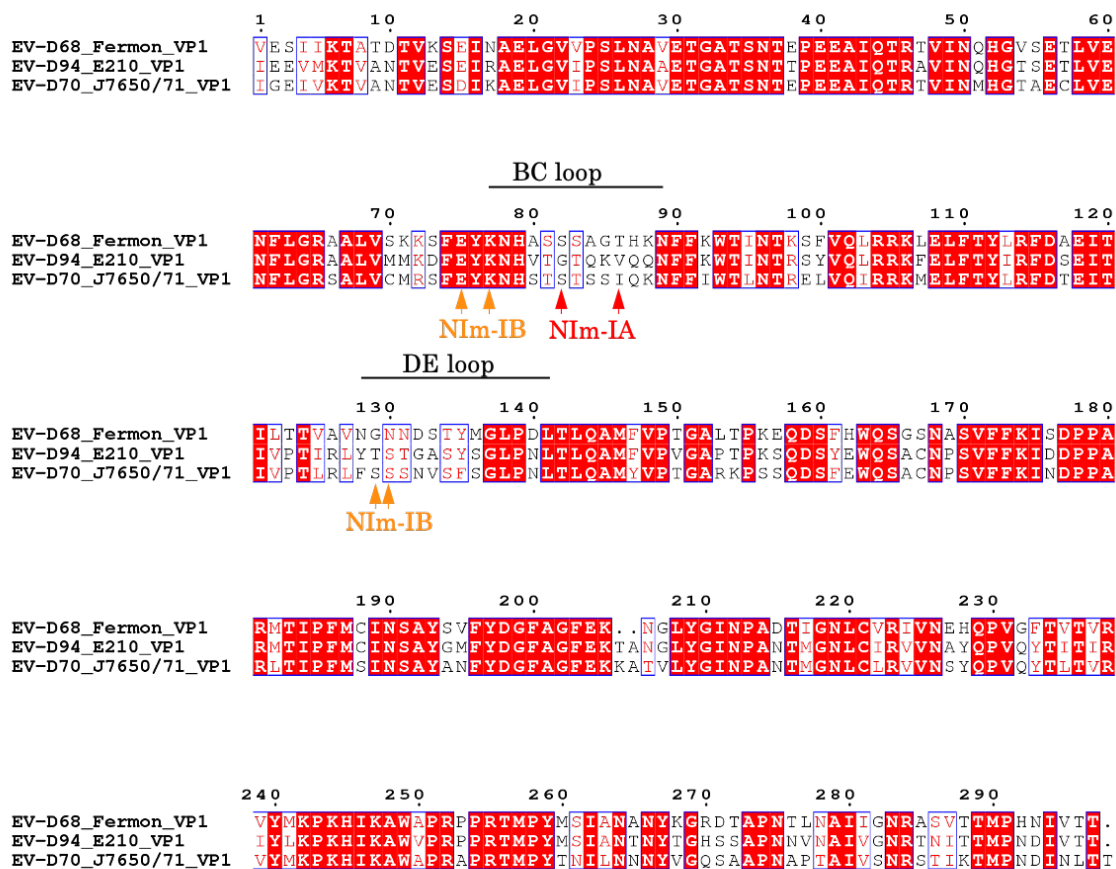 1 10 20 30 40 50 60
EV-D68_Fermon_VP1 VESIIKTATDTVKSEINAELGVVPSLNAVETGATSNTEPEEAIQTRTVINQHGVSETLVE
EV-D94_E210_VP1 IEEVMKTVANTVESEIRAELGVIPSLNAAETGATSNTTPEEAIQTRAVINQHGTSETLVE
EV-D70_J7650/71_VP1 IGEIVKTVANTVESDIKAELGVIPSLNAVETGATSNTEPEEAIQTRTVINMHGTAECLVE
BC loop
70 80 90 100 110 120
EV-D68_Fermon_VP1 NFLGRAALVSKKSFEYKNHASSSAGTHKNFFKWTINTKSFVQLRRKLELFTYLRFDAEIT
EV-D94_E210_VP1 NFLGRAALVMMKDFEYKNHVTGTQKVQQNFFKWTINTRSYVQLRRKFELFTYIRFDSEIT
EV-D70_J7650/71_VP1 NFLGRSALVCMRSFEYKNHSTSTSSIQKNFFIWTLNTRELVQIRRKMELFTYLRFDTEIT
NIm-IB NIm-IA
DE loop
130 140 150 160 170 180
EV-D68_Fermon_VP1 ILTTVAVNGNNDSTYMGLPDLTLQAMFVPTGALTPKEQDSFHWQSGSNASVFFKISDPPA
EV-D94_E210_VP1 IVPTIRLYTSTGASYSGLPNLTLQAMFVPVGAPTPKSQDSYEWQSACNPSVFFKINDPPA
EV-D70_J7650/71_VP1 IVPTLRLFSSSNVSFSGLPNLTLQAMYVPTGARKPSSQDSFEWQSACNPSVFFKIDDPPA
NIm-IB
190 200 210 220 230
EV-D68_Fermon_VP1 RMTIPFMCINSAYSVFYDGFAGFEK..NGLYGINPADTIGNLCVRIVNEHQPVGFTVTVR
EV-D94_E210_VP1 RMTIPFMSINSAYGMFYDGFAGFEKTANGLYGINPANTMGNLCIRVVNAYQPVQYTITIR
EV-D70_J7650/71_VP1 RLTIPFMSINSAYANFYDGFAGFEKKATVLYGINPANTMGNLCLRVVNSYQPVQYTLTVR
240 250 260 270 280 290
EV-D68_Fermon_VP1 VYMKPKHIKAWAPRPPRTMPYMSIANANYKGRDTAPNTLNAIIGNRASVTTMPHNIVTT.
EV-D94_E210_VP1 IYLKPKHIKAWVPRPPRTMPYMSIANTNYTGHSSAPNNVNAIVGNRTNITTMPNDIVTT.
EV-D70_J7650/71_VP1 VYMKPKHIKAWAPRAPRTMPYTNILNNNYVGQSAAPNAPTAIVSNRSTIKTMPNDINLTT